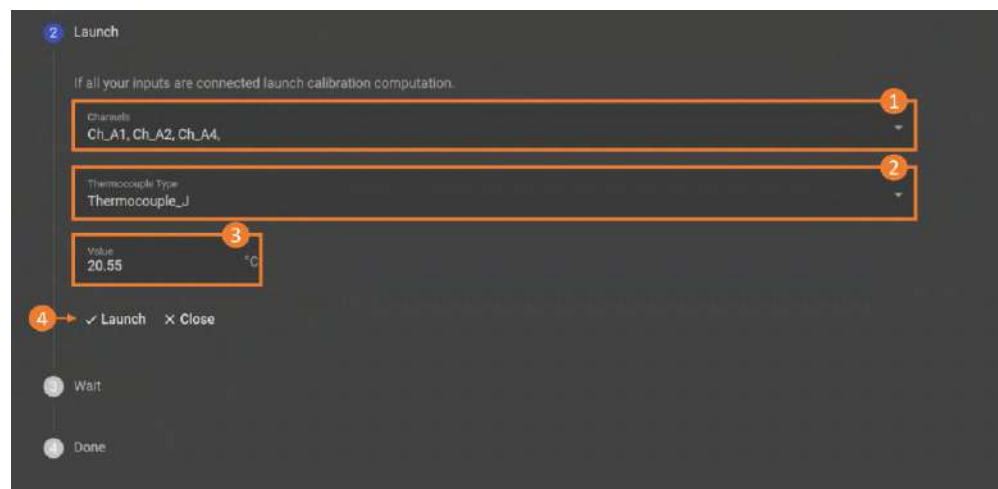 2 Launch
If all your inputs are connected launch calibration computation.
1
Channels
Ch_A1, Ch_A2, Ch_A4,
2
Thermocouple Type
Thermocouple_J
3
Value
20.55 °C
4 Launch Close
3 Wait
4 Done